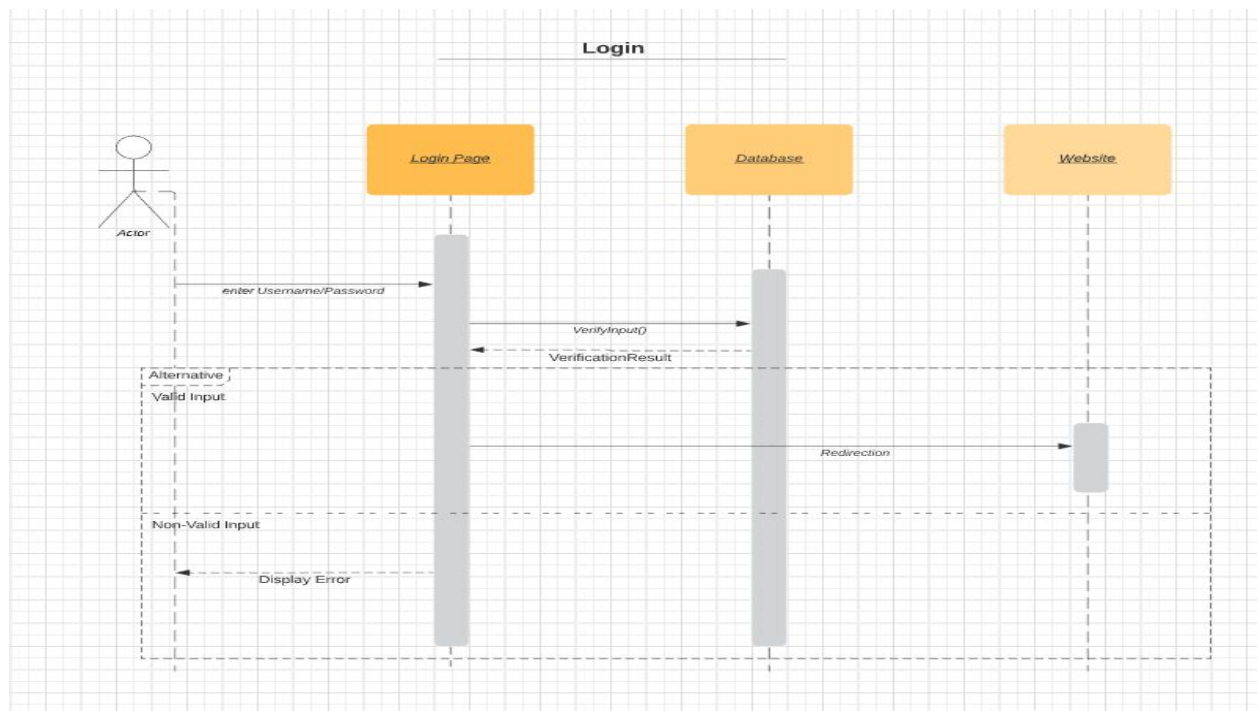 Login
Login Page
Database
Website
Actor
enter Username/Password
VerifyInput()
VerificationResult
Alternative
Valid Input
Redirection
Non-Valid Input
Display Error